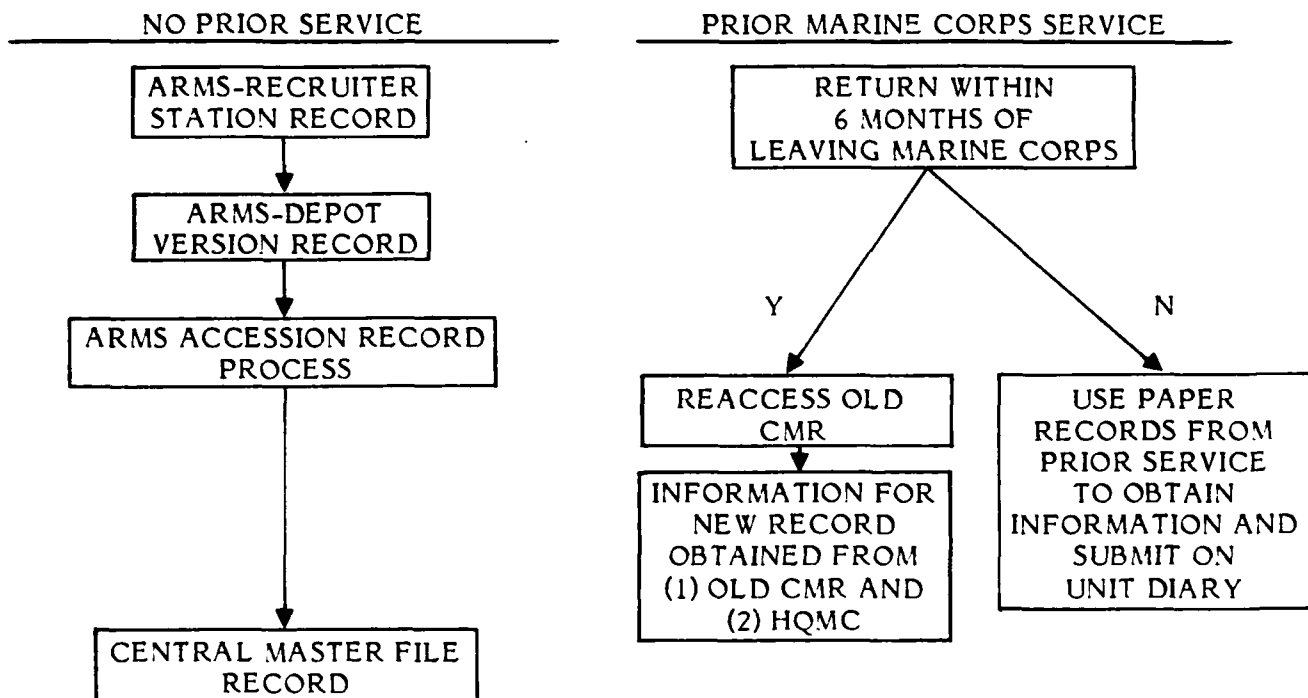 NO PRIOR SERVICE
ARMS-RECRUITER
STATION RECORD
ARMS-DEPOT
VERSION RECORD
ARMS ACCESSION RECORD
PROCESS
CENTRAL MASTER FILE
RECORD
PRIOR MARINE CORPS SERVICE
RETURN WITHIN
6 MONTHS OF
LEAVING MARINE CORPS
Y
N
REACCESS OLD
CMR
INFORMATION FOR
NEW RECORD
OBTAINED FROM
(1) OLD CMR AND
(2) HQMC
USE PAPER
RECORDS FROM
PRIOR SERVICE
TO OBTAIN
INFORMATION AND
SUBMIT ON
UNIT DIARY